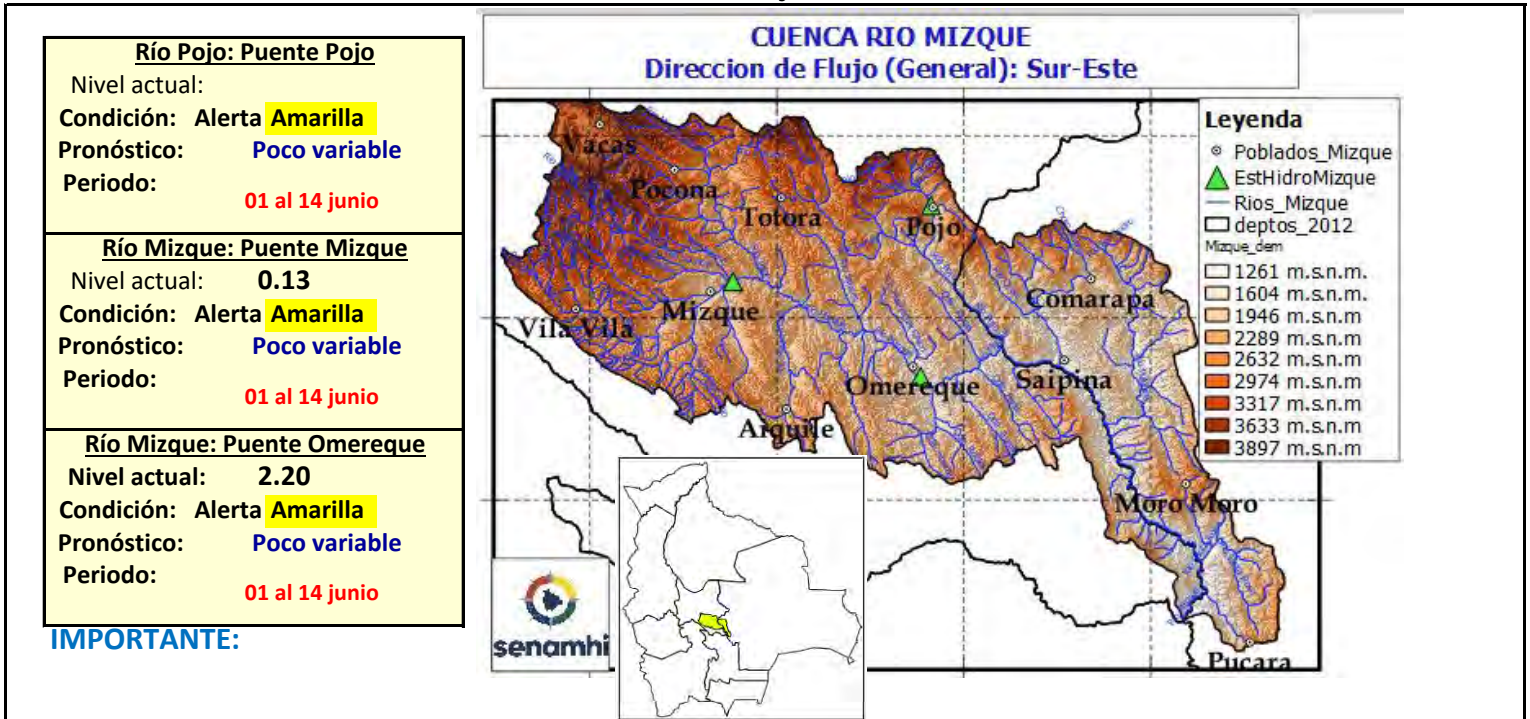 Río Pojo: Puente Pojo
Nivel actual:
Condición: Alerta Amarilla
Pronóstico: Poco variable
Periodo:
01 al 14 junio
Río Mizque: Puente Mizque
Nivel actual: 0.13
Condición: Alerta Amarilla
Pronóstico: Poco variable
Periodo:
01 al 14 junio
Río Mizque: Puente Omereque
Nivel actual: 2.20
Condición: Alerta Amarilla
Pronóstico: Poco variable
Periodo:
01 al 14 junio
IMPORTANTE:
CUENCA RIO MIZQUE
Direccion de Flujo (General): Sur-Este
Vacas
Pocona
Totora
Pojo
Comarapa
Mizque
Vila Vila
Omereque
Saipina
Aiquile
Moro Moro
Pucara
Leyenda
Poblados_Mizque
EstHidroMizque
Rios_Mizque
deptos_2012
Mizque_dem
1261 m.s.n.m.
1604 m.s.n.m.
1946 m.s.n.m
2289 m.s.n.m
2632 m.s.n.m
2974 m.s.n.m
3317 m.s.n.m
3633 m.s.n.m
3897 m.s.n.m
senamhi